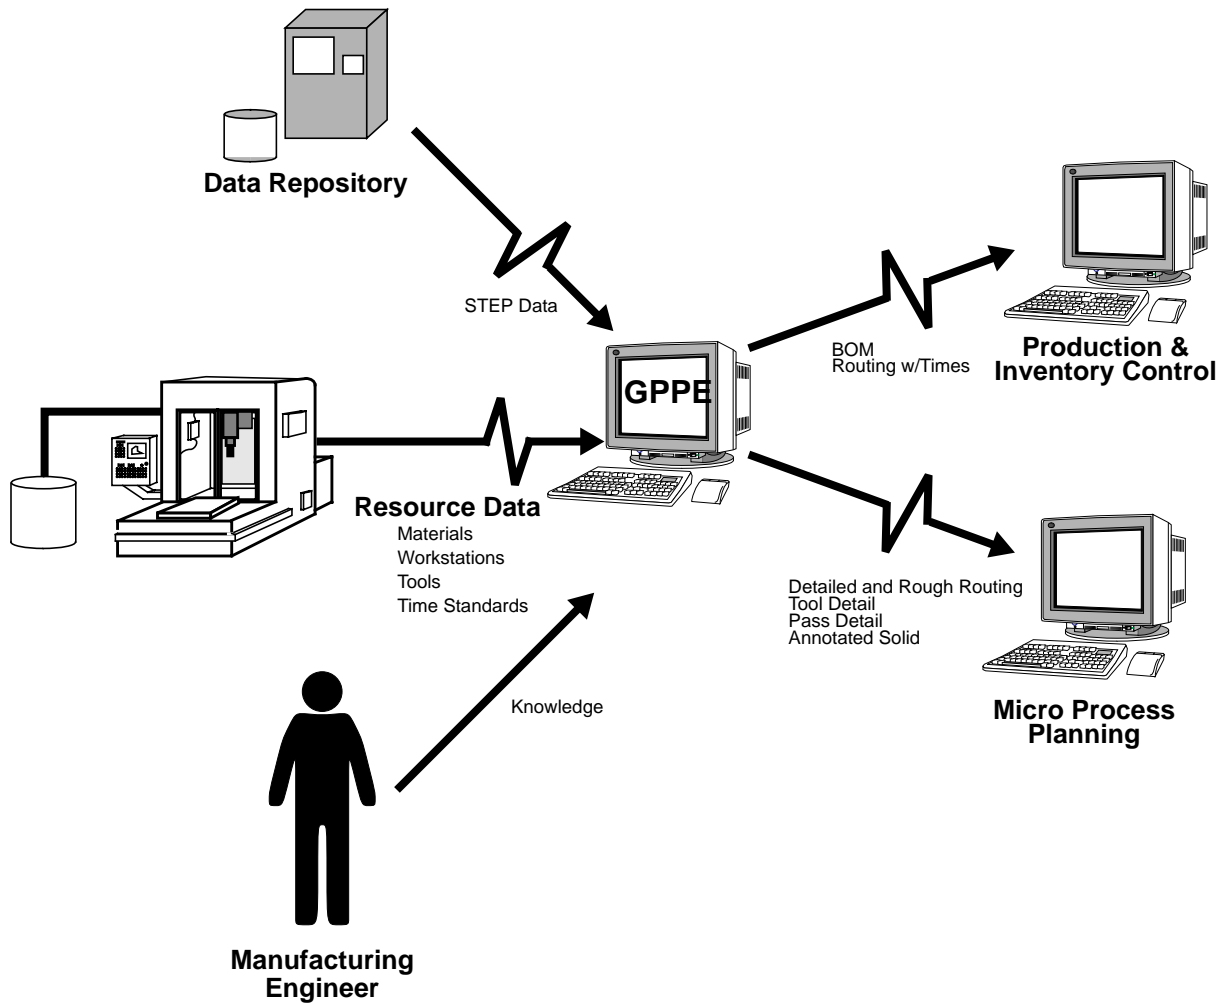 Data Repository
STEP Data
BOM
Routing w/Times
Production &
Inventory Control
GPPE
Resource Data
Materials
Workstations
Tools
Time Standards
Detailed and Rough Routing
Tool Detail
Pass Detail
Annotated Solid
Knowledge
Micro Process
Planning
Manufacturing
Engineer